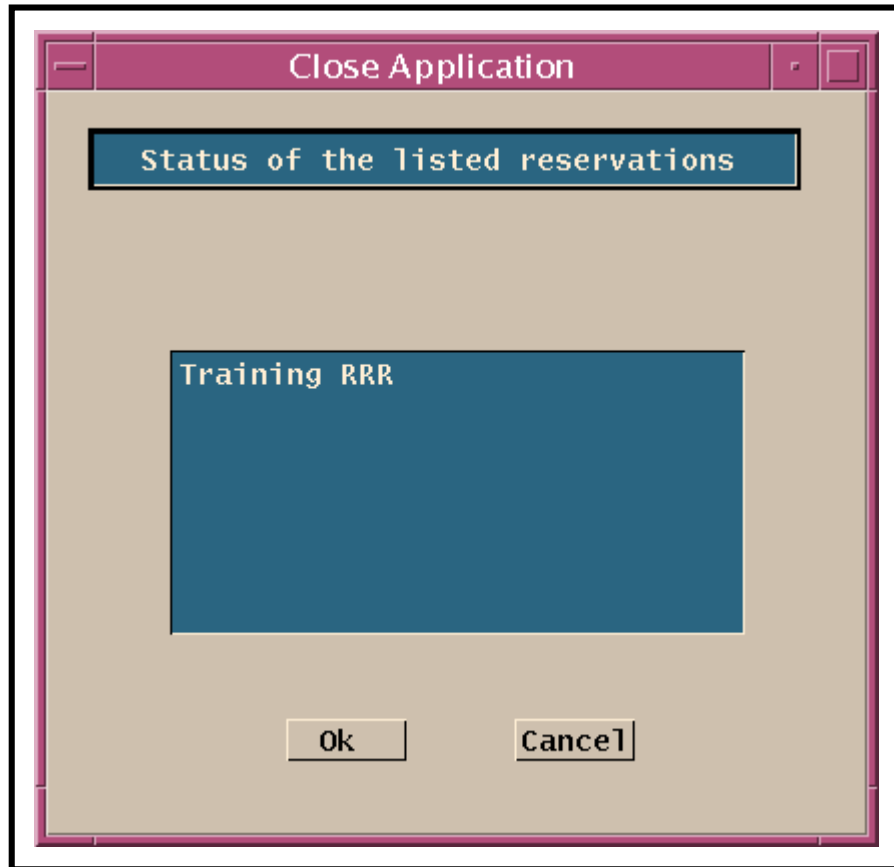 Close Application
Status of the listed reservations
Training RRR
Ok
Cancel